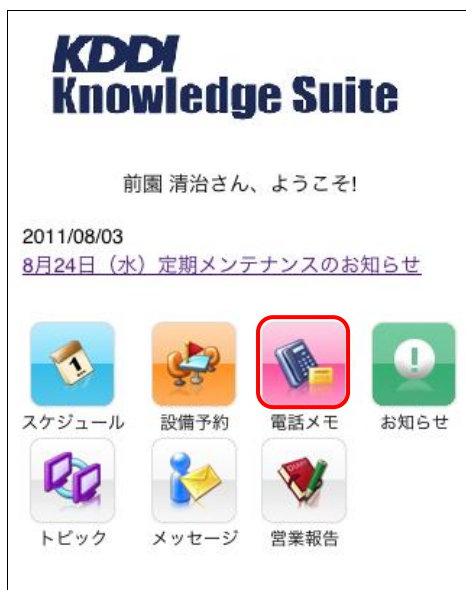 KDDI
Knowledge Suite
前園 清治さん、ようこそ!
2011/08/03
8月24日（水）定期メンテナンスのお知らせ
スケジュール 設備予約 電話メモ お知らせ
トピック メッセージ 営業報告